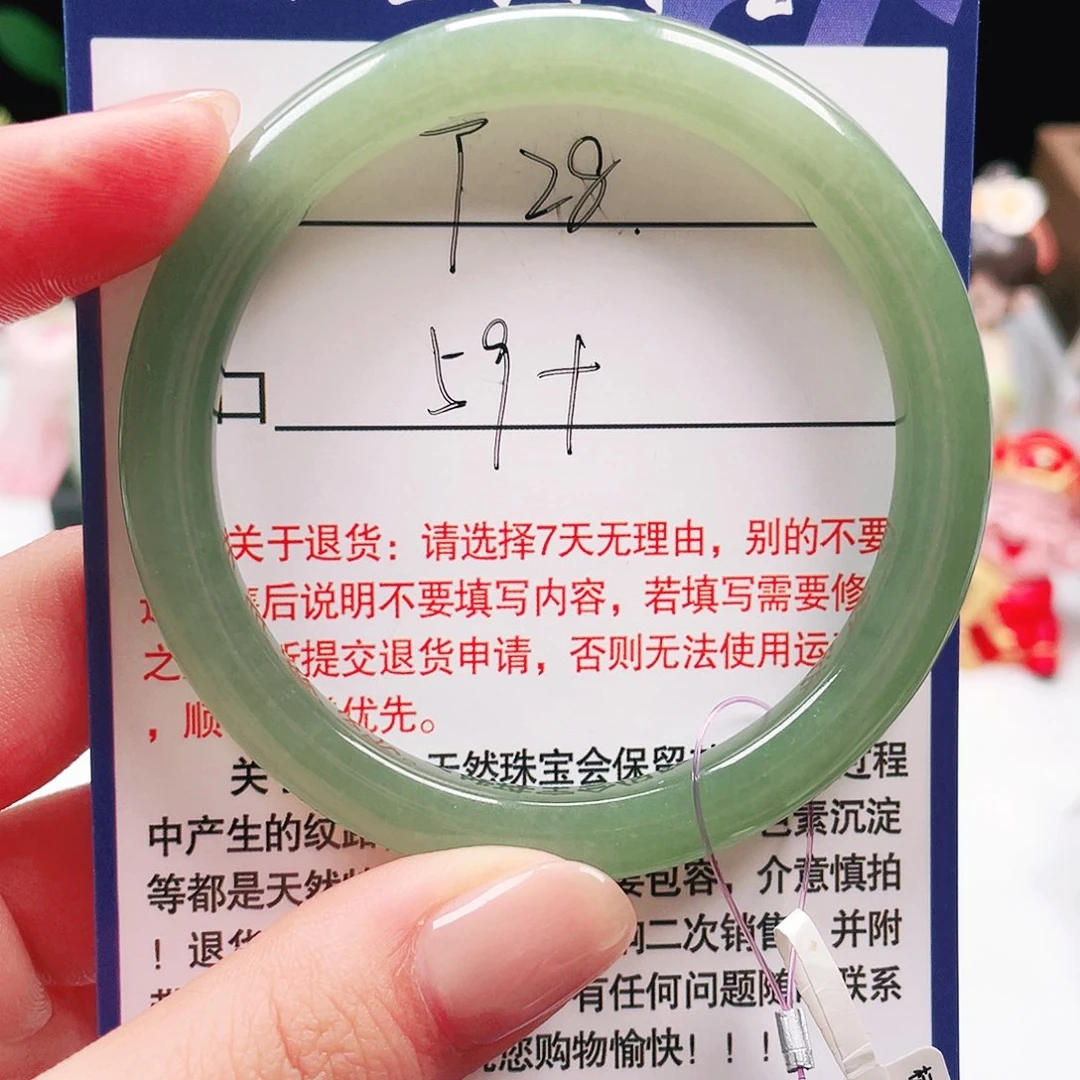 T 28.
口 59+
关于退货：请选择7天无理由，别的不要
后说明不要填写内容，若填写需要修
之 提交退货申请，否则无法使用运
，顺 优先。
关 天然珠宝会保留 过程
中产生的纹路 色素沉淀
等都是天然 包容，介意慎拍
！退货 二次销售 并附
有任何问题随 联系
您购物愉快！！！